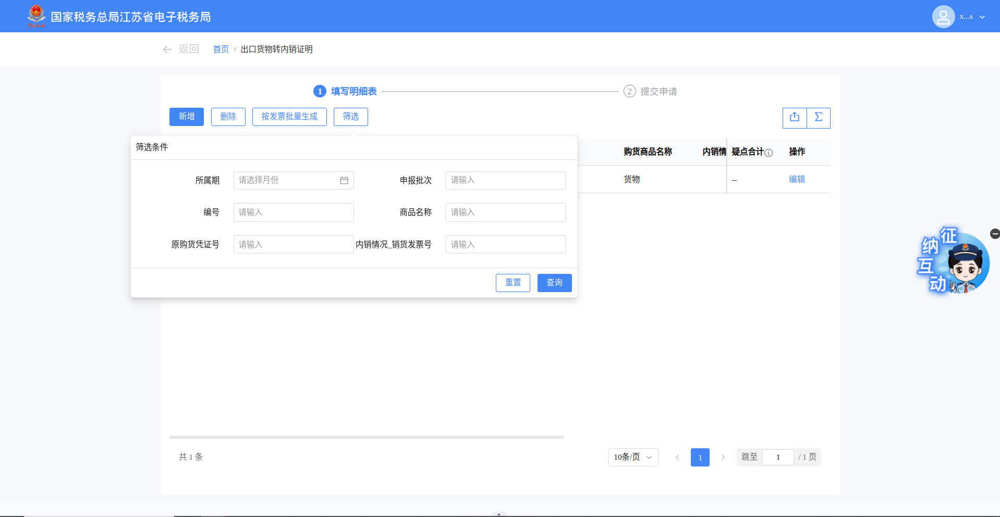 国家税务总局江苏省电子税务局
x...s
返回 首页 出口货物转内销证明
1 填写明细表
2 提交申请
新增 删除 按发票批量生成 筛选
筛选条件
购货商品名称 内销情 疑点合计 操作
所属期 请选择月份 申报批次 请输入
货物 -- 编辑
编号 请输入 商品名称 请输入
原购货凭证号 请输入 内销情况_销货发票号 请输入
重置 查询
征
纳
互
动
共 1 条
10条/页 1 跳至 1 / 1 页